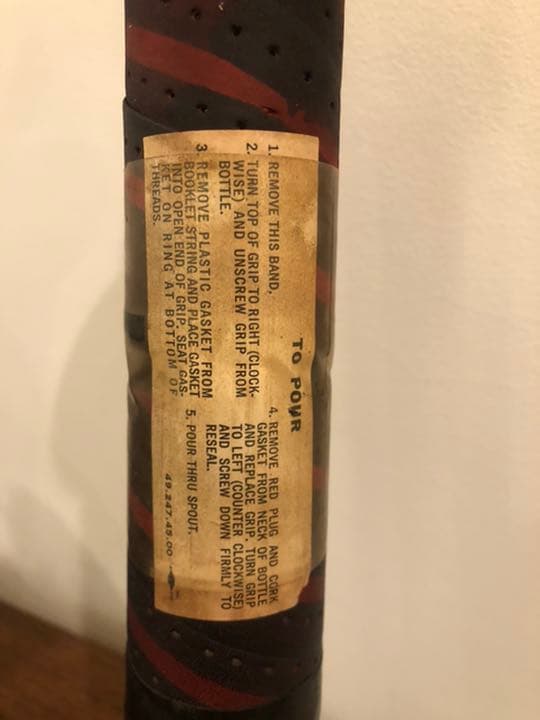 TO POUR
1. REMOVE THIS BAND.
2. TURN TOP OF GRIP TO RIGHT (CLOCK-
WISE) AND UNSCREW GRIP FROM
BOTTLE.
3. REMOVE PLASTIC GASKET FROM
BOOKLET STRING AND PLACE GASKET
INTO OPEN END OF GRIP. SEAT GAS-
KET ON RING AT BOTTOM OF
THREADS.
4. REMOVE RED PLUG AND CORK
GASKET FROM NECK OF BOTTLE
AND REPLACE GRIP. TURN GRIP
TO LEFT (COUNTER CLOCKWISE)
AND SCREW DOWN FIRMLY TO
RESEAL.
5. POUR THRU SPOUT.
49.247.45.00